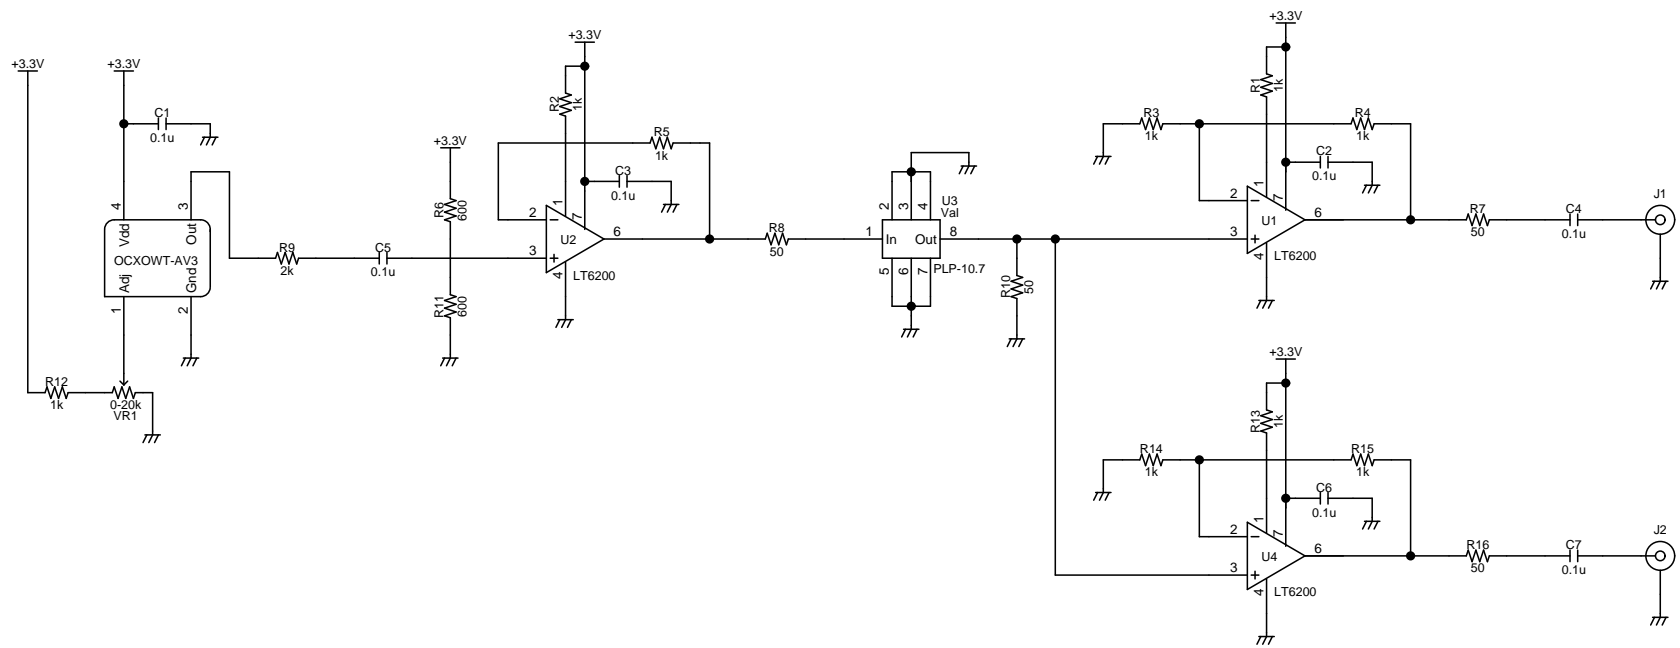 +3.3V
+3.3V
C1
0.1u
4
3
Vdd
Out
OCXOWT-AV3
Adj
Gnd
1
2
R12
1k
0-20k
VR1
R9
2k
C5
0.1u
+3.3V
R6
600
R11
600
+3.3V
R2
1k
R5
1k
C3
0.1u
1
7
2
3
U2
6
4
LT6200
R8
50
U3
Val
2
3
4
1
In
Out
8
5
6
7
PLP-10.7
R10
50
+3.3V
R1
1k
R3
1k
R4
1k
C2
0.1u
1
7
2
3
U1
6
4
LT6200
R7
50
C4
0.1u
J1
+3.3V
R13
1k
R14
1k
R15
1k
C6
0.1u
1
7
2
3
U4
6
4
LT6200
R16
50
C7
0.1u
J2